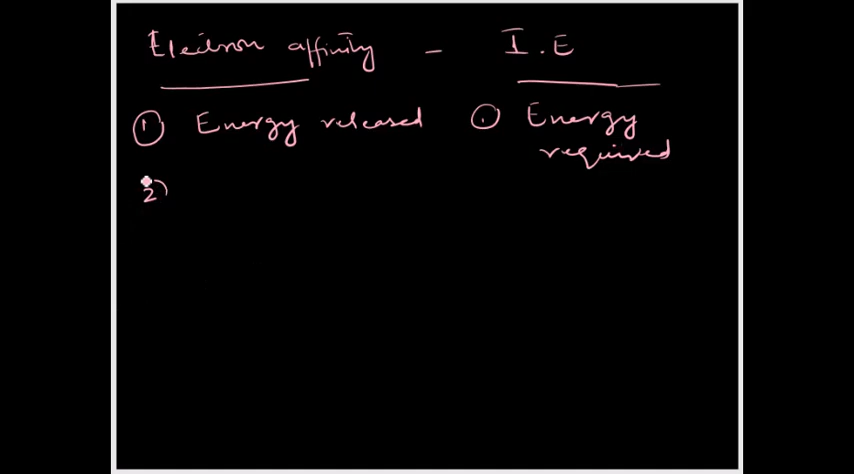 Electron affinity - I.E
① Energy released ① Energy
required
2)